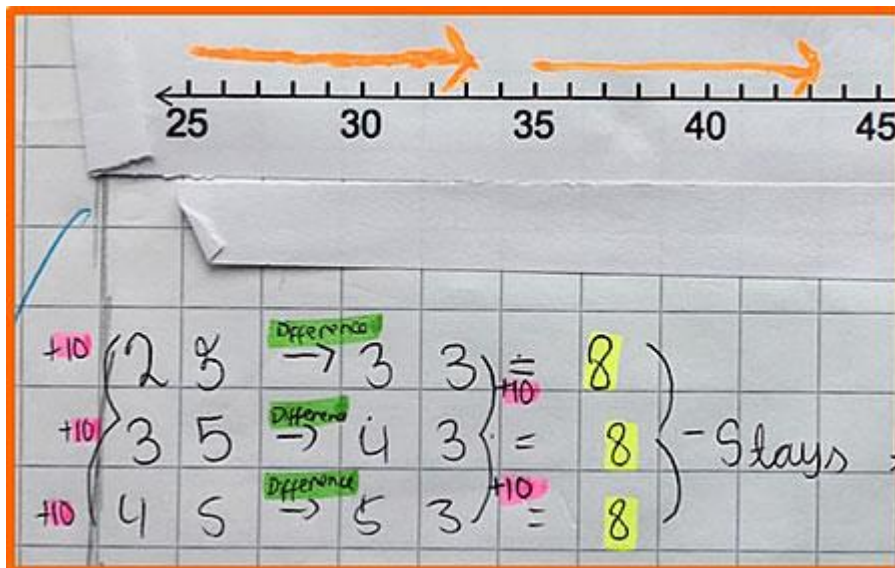 25 30 35 40 45
Difference
+10 2 5 → 3 3 = 8
+10
Difference
+10 3 5 → 4 3 = 8 - Stays
+10
Difference
+10 4 5 → 5 3 = 8